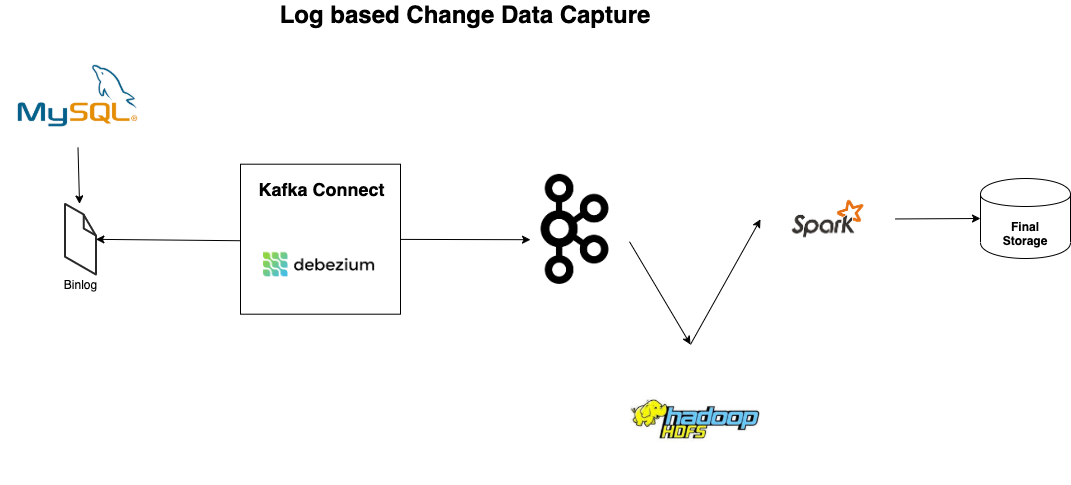 Log based Change Data Capture
MySQL®
Kafka Connect
debezium
Binlog
Spark
Final
Storage
hadoop
HDFS